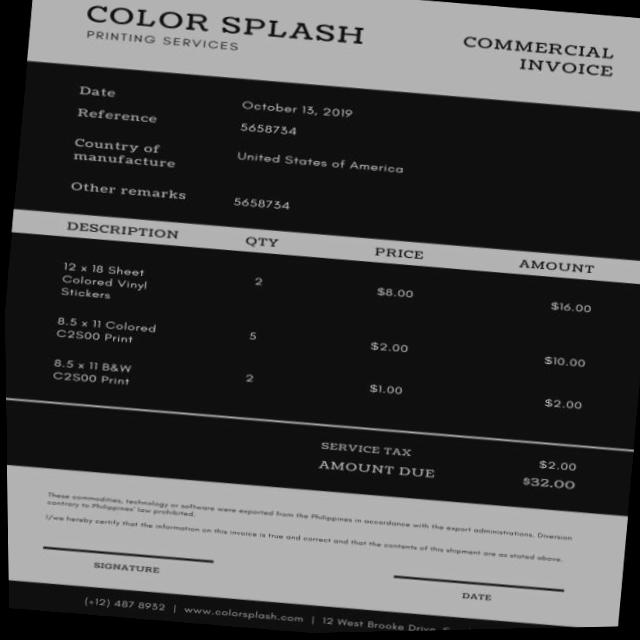 COLOR SPLASH
PRINTING SERVICES
COMMERCIAL
INVOICE
Date October 13, 2019
Reference 5658734
Country of
manufacture United States of America
Other remarks 5658734
DESCRIPTION QTY PRICE AMOUNT
12 x 18 Sheet
Colored Vinyl
Stickers 2 $8.00 $16.00
8.5 x 11 Colored
C2S00 Print 5 $2.00 $10.00
8.5 x 11 B&W
C2S00 Print 2 $1.00 $2.00
SERVICE TAX $2.00
AMOUNT DUE $32.00
These commodities, technology or software were exported from the Philippines in accordance with the export administrations. Diversion
contrary to Philippines' law prohibited.
I/we hereby certify that the information on this invoice is true and correct and that the contents of this shipment are as stated above.
SIGNATURE
DATE
(+12) 487 8932 | www.colorsplash.com | 12 West Brooke Drive,